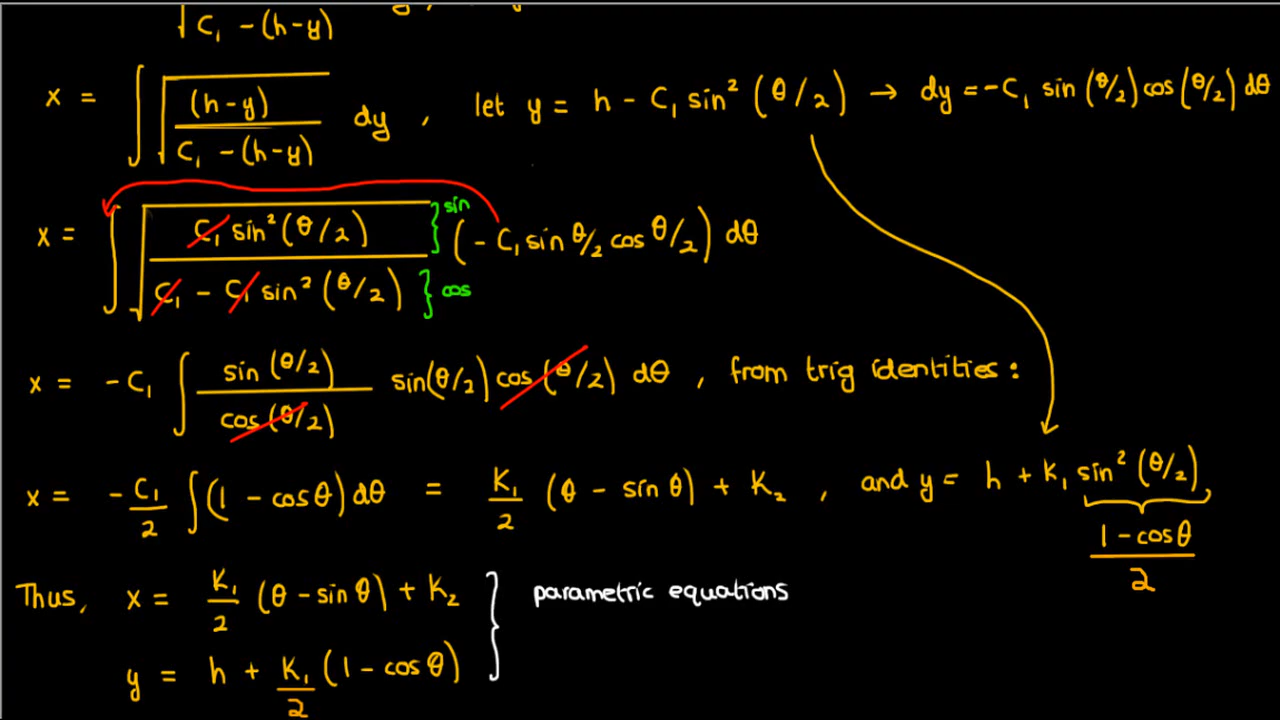 √(C₁ - (h-y))
x = ∫ √((h-y) / (C₁ - (h-y))) dy , let y = h - C₁ sin² (θ/2) → dy = -C₁ sin (θ/2) cos (θ/2) dθ
x = ∫ √(C₁ sin² (θ/2) / (C₁ - C₁ sin² (θ/2))) } sin } cos (- C₁ sin θ/2 cos θ/2) dθ
x = -C₁ ∫ sin (θ/2) / cos (θ/2) sin(θ/2) cos (θ/2) dθ , from trig identities :
x = -C₁/2 ∫ (1 - cos θ) dθ = K₁/2 (θ - sin θ) + K₂ , and y = h + K₁ sin² (θ/2)
(1 - cos θ)/2
Thus, x = K₁/2 (θ - sin θ) + K₂ } parametric equations
y = h + K₁/2 (1 - cos θ)